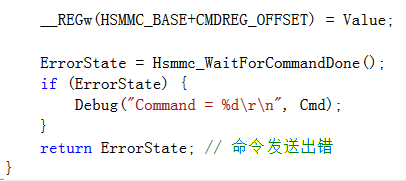 __REGw(HSMMC_BASE+CMDREG_OFFSET) = Value;
ErrorState = Hsmmc_WaitForCommandDone();
if (ErrorState) {
Debug("Command = %d\r\n", Cmd);
}
return ErrorState; // 命令发送出错
}